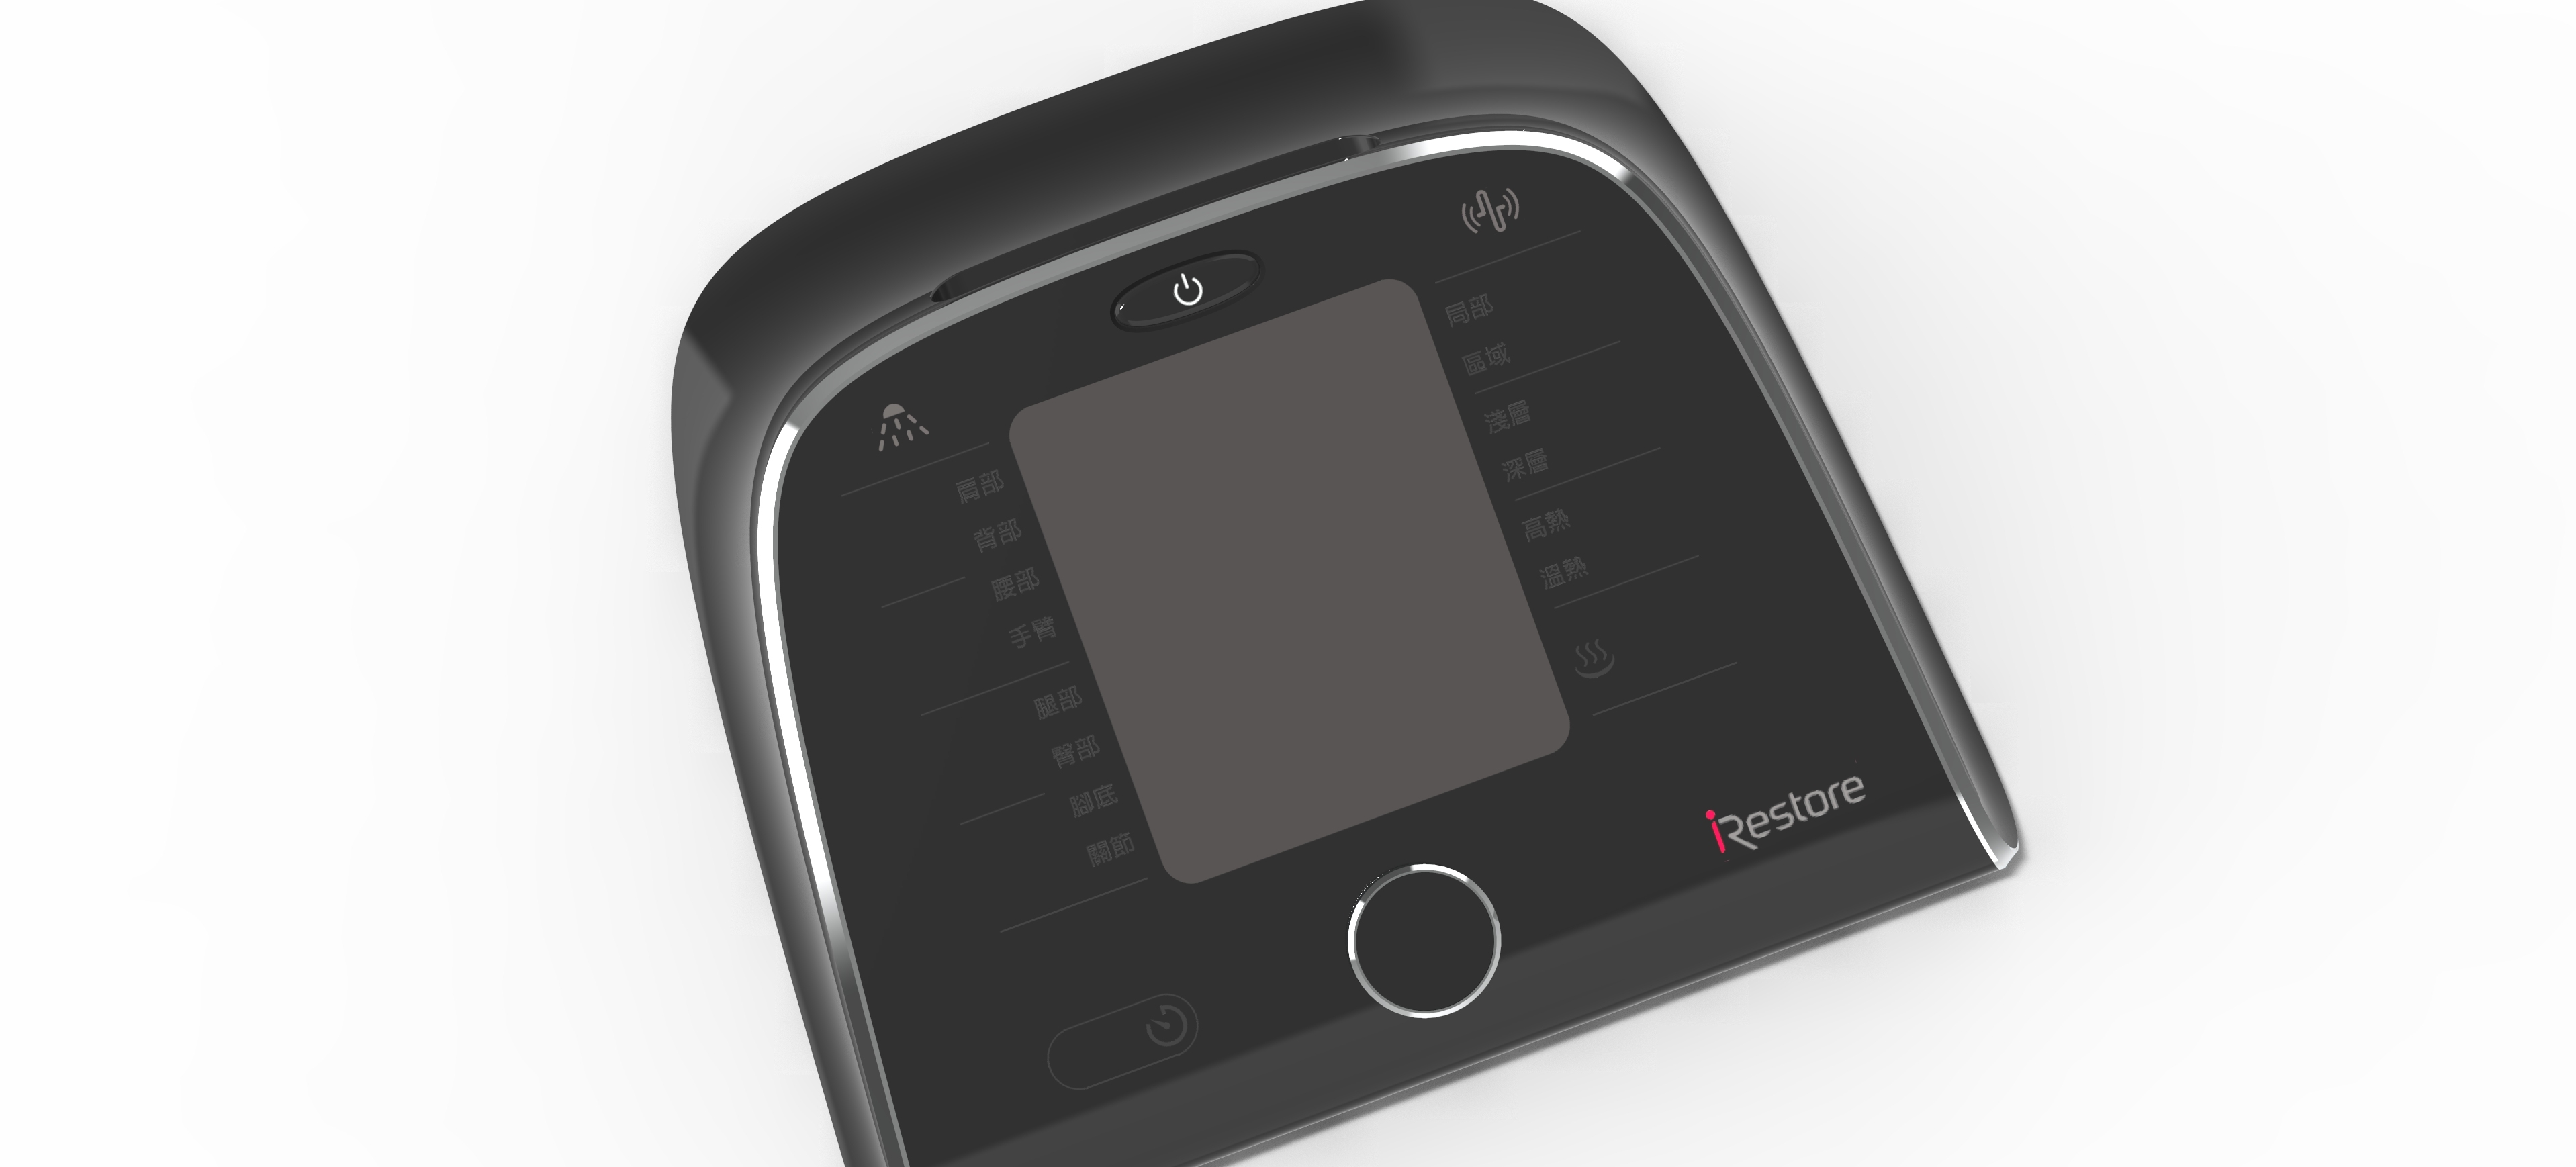 肩部
背部
腰部
手臂
腿部
臀部
腳底
關節
局部
區域
淺層
深層
高熱
溫熱
iRestore